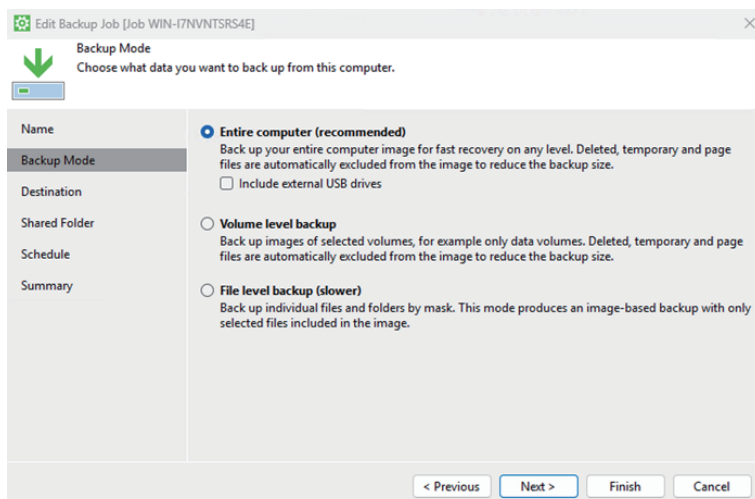 Edit Backup Job [Job WIN-I7NVNTSRS4E]
Backup Mode
Choose what data you want to back up from this computer.
Name
Backup Mode
Destination
Shared Folder
Schedule
Summary
Entire computer (recommended)
Back up your entire computer image for fast recovery on any level. Deleted, temporary and page
files are automatically excluded from the image to reduce the backup size.
Include external USB drives
Volume level backup
Back up images of selected volumes, for example only data volumes. Deleted, temporary and page
files are automatically excluded from the image to reduce the backup size.
File level backup (slower)
Back up individual files and folders by mask. This mode produces an image-based backup with only
selected files included in the image.
< Previous
Next >
Finish
Cancel